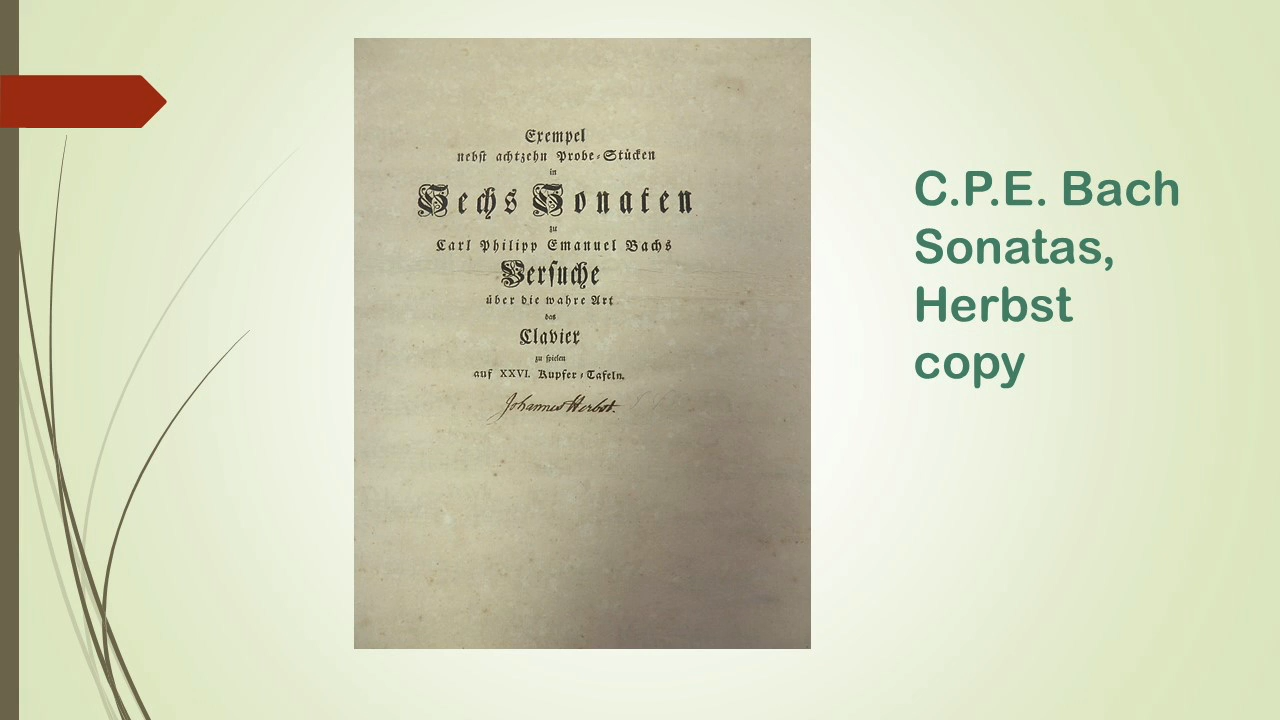 Exempel
nebst achtzehn Probe-Stücken
in
Sechs Sonaten
zu
Carl Philipp Emanuel Bachs
Versuche
über die wahre Art
das
Clavier
zu spielen
auf XXVI. Kupfer-Tafeln.
Johannes Herbst.
C.P.E. Bach
Sonatas,
Herbst
copy